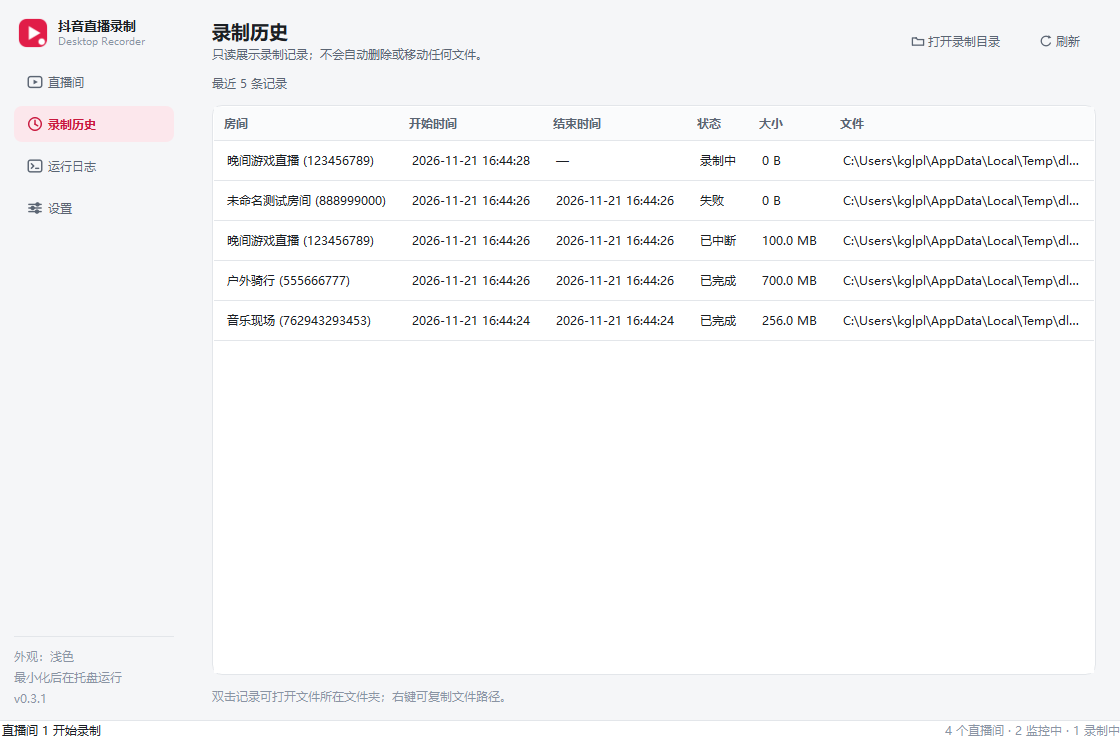 抖音直播录制
Desktop Recorder
直播间
录制历史
运行日志
设置
外观：浅色
最小化后在托盘运行
v0.3.1
录制历史
只读展示录制记录；不会自动删除或移动任何文件。
打开录制目录 刷新
最近 5 条记录
房间 开始时间 结束时间 状态 大小 文件
晚间游戏直播 (123456789) 2026-11-21 16:44:28 — 录制中 0 B C:\Users\kglpl\AppData\Local\Temp\dl...
未命名测试房间 (888999000) 2026-11-21 16:44:26 2026-11-21 16:44:26 失败 0 B C:\Users\kglpl\AppData\Local\Temp\dl...
晚间游戏直播 (123456789) 2026-11-21 16:44:26 2026-11-21 16:44:26 已中断 100.0 MB C:\Users\kglpl\AppData\Local\Temp\dl...
户外骑行 (555666777) 2026-11-21 16:44:26 2026-11-21 16:44:26 已完成 700.0 MB C:\Users\kglpl\AppData\Local\Temp\dl...
音乐现场 (762943293453) 2026-11-21 16:44:24 2026-11-21 16:44:24 已完成 256.0 MB C:\Users\kglpl\AppData\Local\Temp\dl...
双击记录可打开文件所在文件夹；右键可复制文件路径。
直播间 1 开始录制
4 个直播间 · 2 监控中 · 1 录制中